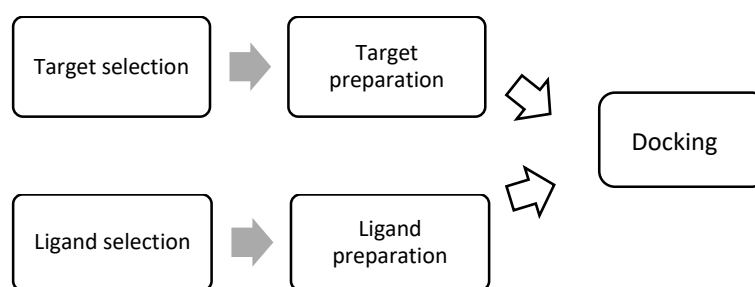 Target selection
Target
preparation
Docking
Ligand selection
Ligand
preparation